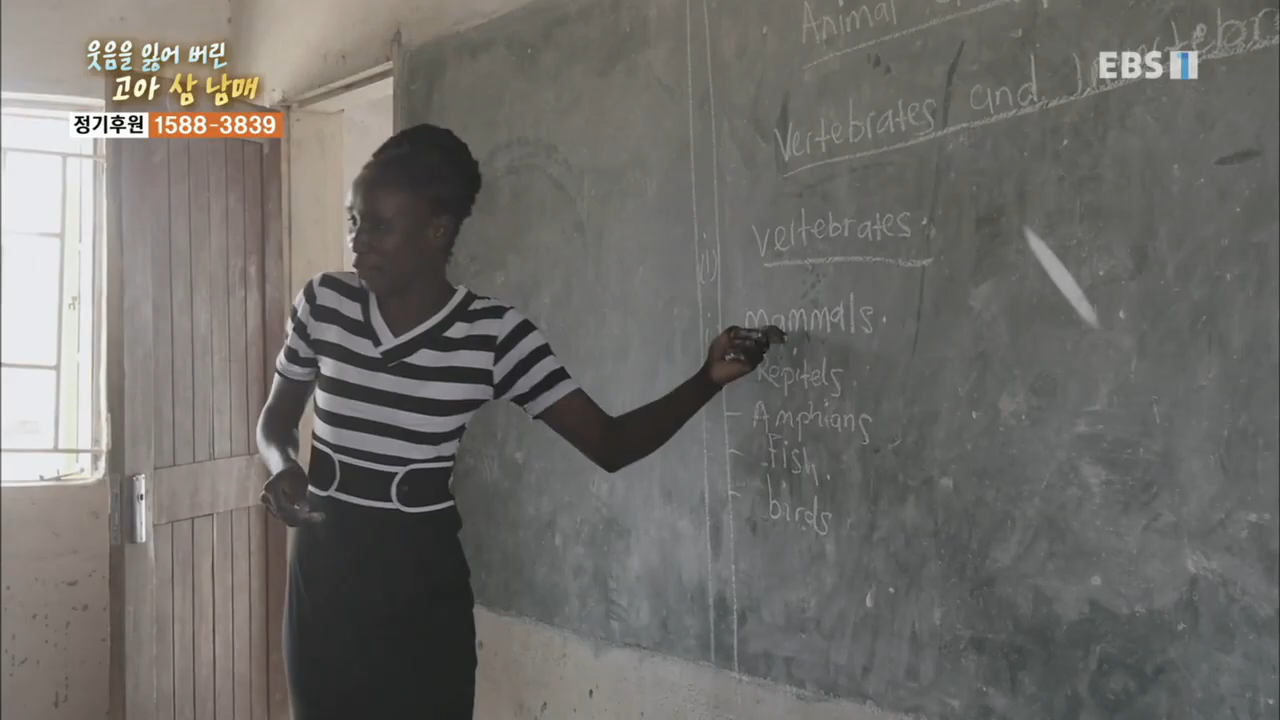 웃음을 잃어 버린
고아 삼 남매
정기후원 1588-3839
EBS 1
Animal
Vertebrates and
Vertebrates.
(i)
mammals.
Repitels.
- Amphians
- Fish.
- birds